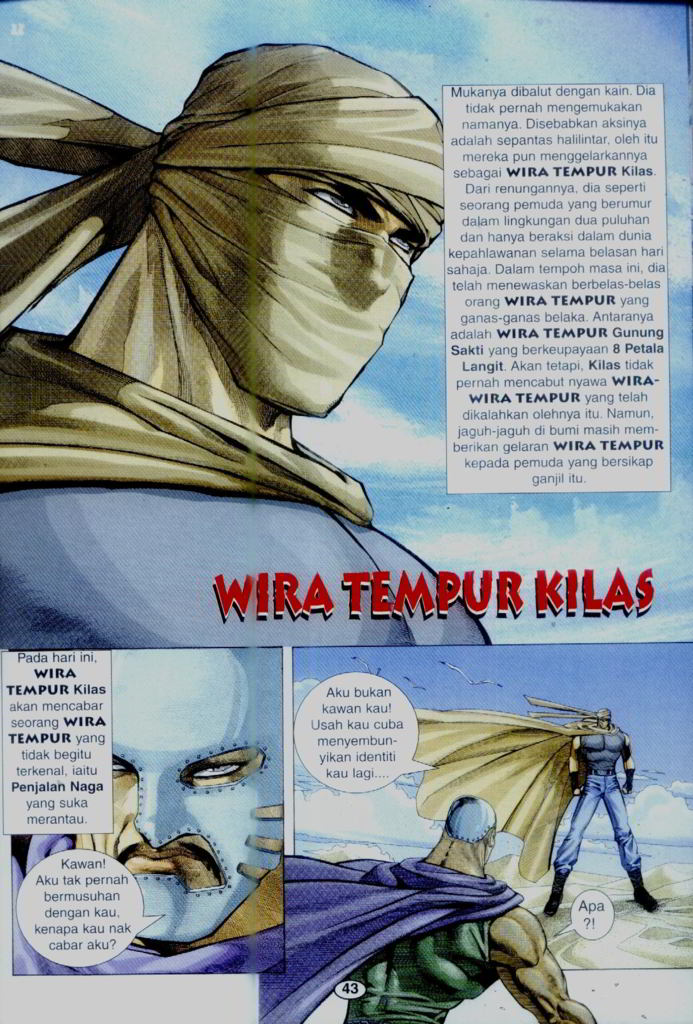 Mukanya dibalut dengan kain. Dia
tidak pernah mengemukakan
namanya. Disebabkan aksinya
adalah sepantas halilintar, oleh itu
mereka pun menggelarkannya
sebagai WIRA TEMPUR Kilas.
Dari renungannya, dia seperti
seorang pemuda yang berumur
dalam lingkungan dua puluhan
dan hanya beraksi dalam dunia
kepahlawanan selama belasan hari
sahaja. Dalam tempoh masa ini, dia
telah menewaskan berbelas-belas
orang WIRA TEMPUR yang
ganas-ganas belaka. Antaranya
adalah WIRA TEMPUR Gunung
Sakti yang berkeupayaan 8 Petala
Langit. Akan tetapi, Kilas tidak
pernah mencabut nyawa WIRA-
WIRA TEMPUR yang telah
dikalahkan olehnya itu. Namun,
jaguh-jaguh di bumi masih mem-
berikan gelaran WIRA TEMPUR
kepada pemuda yang bersikap
ganjil itu.
WIRA TEMPUR KILAS
Pada hari ini,
WIRA
TEMPUR Kilas
akan mencabar
seorang WIRA
TEMPUR yang
tidak begitu
terkenal, iaitu
Penjalan Naga
yang suka
merantau.
Kawan!
Aku tak pernah
bermusuhan
dengan kau,
kenapa kau nak
cabar aku?
Aku bukan
kawan kau!
Usah kau cuba
menyembun-
yikan identiti
kau lagi....
Apa
?!
43